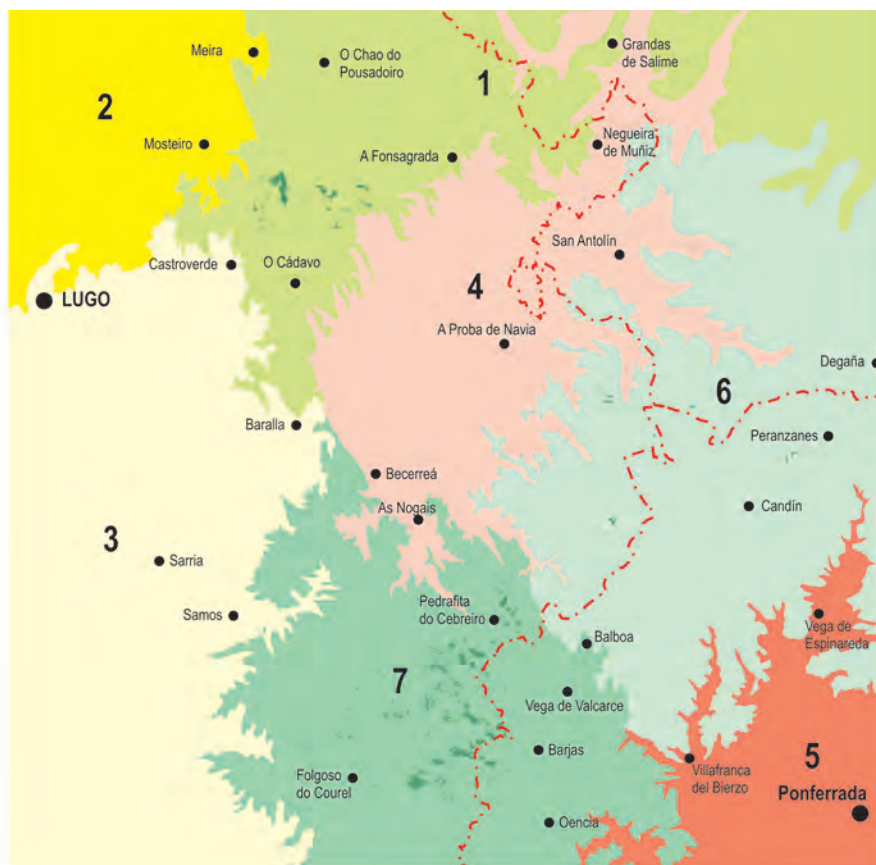 Meira
O Chao do
Pousadoiro
Grandas
de Salime
1
2
Mosteiro
A Fonsagrada
Negueira
de Muñiz
San Antolín
Castroverde
O Cádavo
LUGO
4
A Proba de Navia
Degaña
6
Baralla
Peranzanes
Becerreá
As Nogais
Candín
3
Sarria
Samos
Pedrafita
do Cebreiro
Vega de
Espinareda
Balboa
7
Vega de Valcarce
Barjas
5
Villafranca
del Bierzo
Folgoso
do Courel
Ponferrada
Oencia